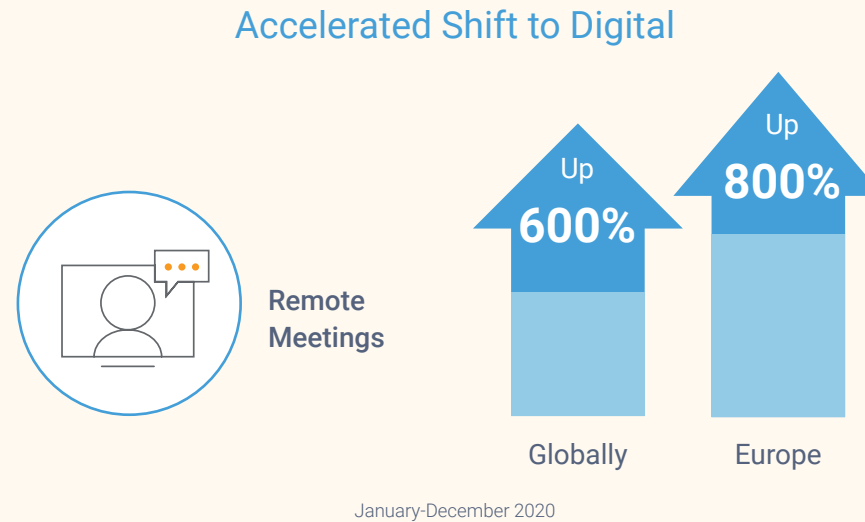 Accelerated Shift to Digital
Remote
Meetings
Up
600%
Globally
Up
800%
Europe
January-December 2020